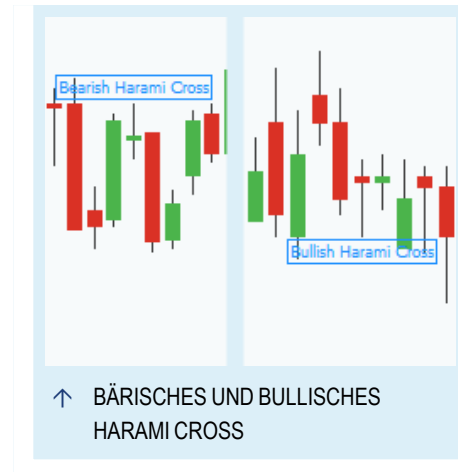 Bearish Harami Cross
Bullish Harami Cross
↑ BÄRISCHES UND BULLISCHES
HARAMI CROSS